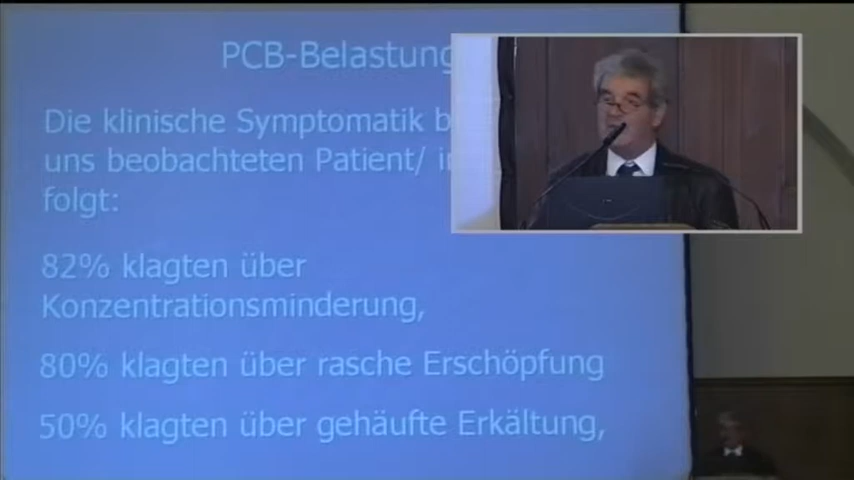 PCB-Belastung
Die klinische Symptomatik
uns beobachteten Patient/
folgt:
82% klagten über
Konzentrationsminderung,
80% klagten über rasche Erschöpfung
50% klagten über gehäufte Erkältung,